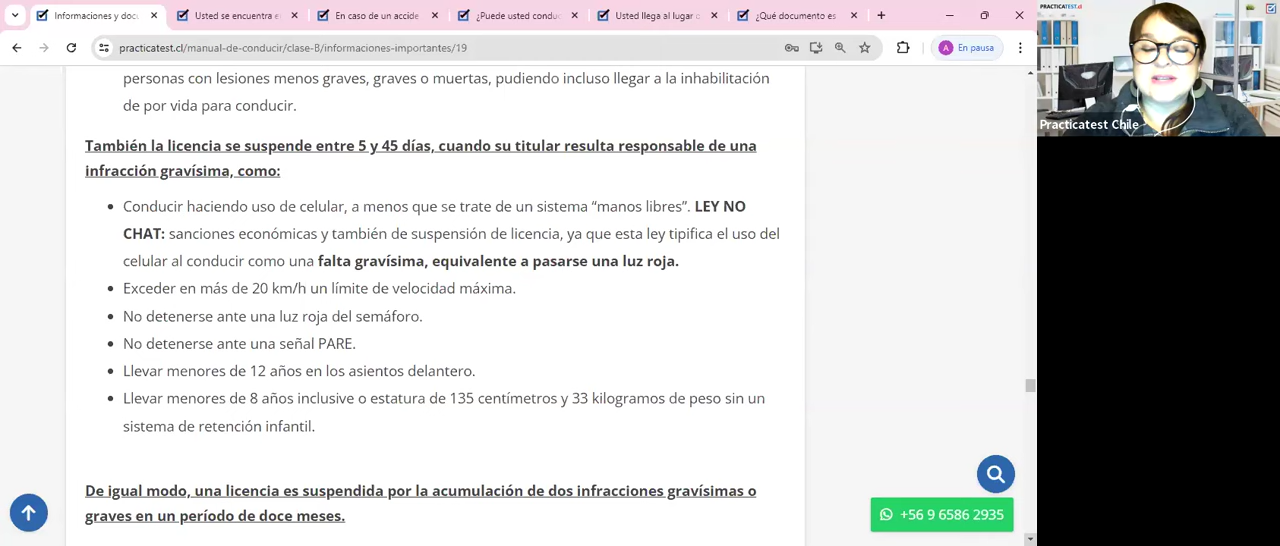 Informaciones y doc
Usted se encuentra e
En caso de un accide
¿Puede usted condu
Usted llega al lugar d
¿Qué documento es
practicatest.cl/manual-de-conducir/clase-B/informaciones-importantes/19
A En pausa
PRACTICATEST.cl
Practicatest Chile
personas con lesiones menos graves, graves o muertas, pudiendo incluso llegar a la inhabilitación
de por vida para conducir.
También la licencia se suspende entre 5 y 45 días, cuando su titular resulta responsable de una
infracción gravísima, como:
Conducir haciendo uso de celular, a menos que se trate de un sistema “manos libres”. LEY NO
CHAT: sanciones económicas y también de suspensión de licencia, ya que esta ley tipifica el uso del
celular al conducir como una falta gravísima, equivalente a pasarse una luz roja.
Exceder en más de 20 km/h un límite de velocidad máxima.
No detenerse ante una luz roja del semáforo.
No detenerse ante una señal PARE.
Llevar menores de 12 años en los asientos delantero.
Llevar menores de 8 años inclusive o estatura de 135 centímetros y 33 kilogramos de peso sin un
sistema de retención infantil.
De igual modo, una licencia es suspendida por la acumulación de dos infracciones gravísimas o
graves en un período de doce meses.
+56 9 6586 2935